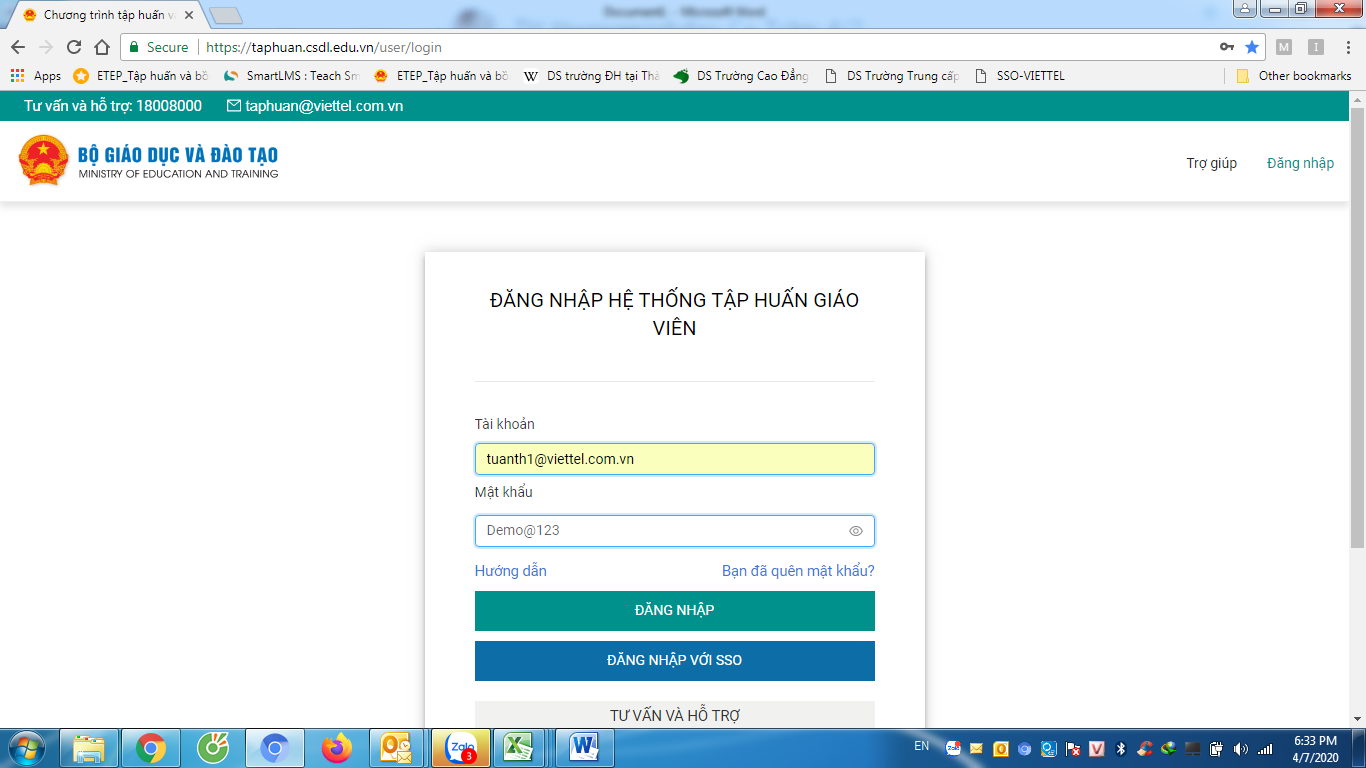 Document1 - Microsoft Word
Chương trình tập huấn v
Secure
https://taphuan.csdl.edu.vn/user/login
M
I
Apps
ETEP_Tập huấn và bồ
SmartLMS : Teach Sm
ETEP_Tập huấn và bồ
W DS trường ĐH tại Thà
DS Trường Cao Đẳng
DS Trường Trung cấp
SSO-VIETTEL
Other bookmarks
Tư vấn và hỗ trợ: 18008000
taphuan@viettel.com.vn
BỘ GIÁO DỤC VÀ ĐÀO TẠO
MINISTRY OF EDUCATION AND TRAINING
Trợ giúp
Đăng nhập
ĐĂNG NHẬP HỆ THỐNG TẬP HUẤN GIÁO
VIÊN
Tài khoản
tuanth1@viettel.com.vn
Mật khẩu
Demo@123
Hướng dẫn
Bạn đã quên mật khẩu?
ĐĂNG NHẬP
ĐĂNG NHẬP VỚI SSO
TƯ VẤN VÀ HỖ TRỢ
Zalo
3
EN
6:33 PM
4/7/2020